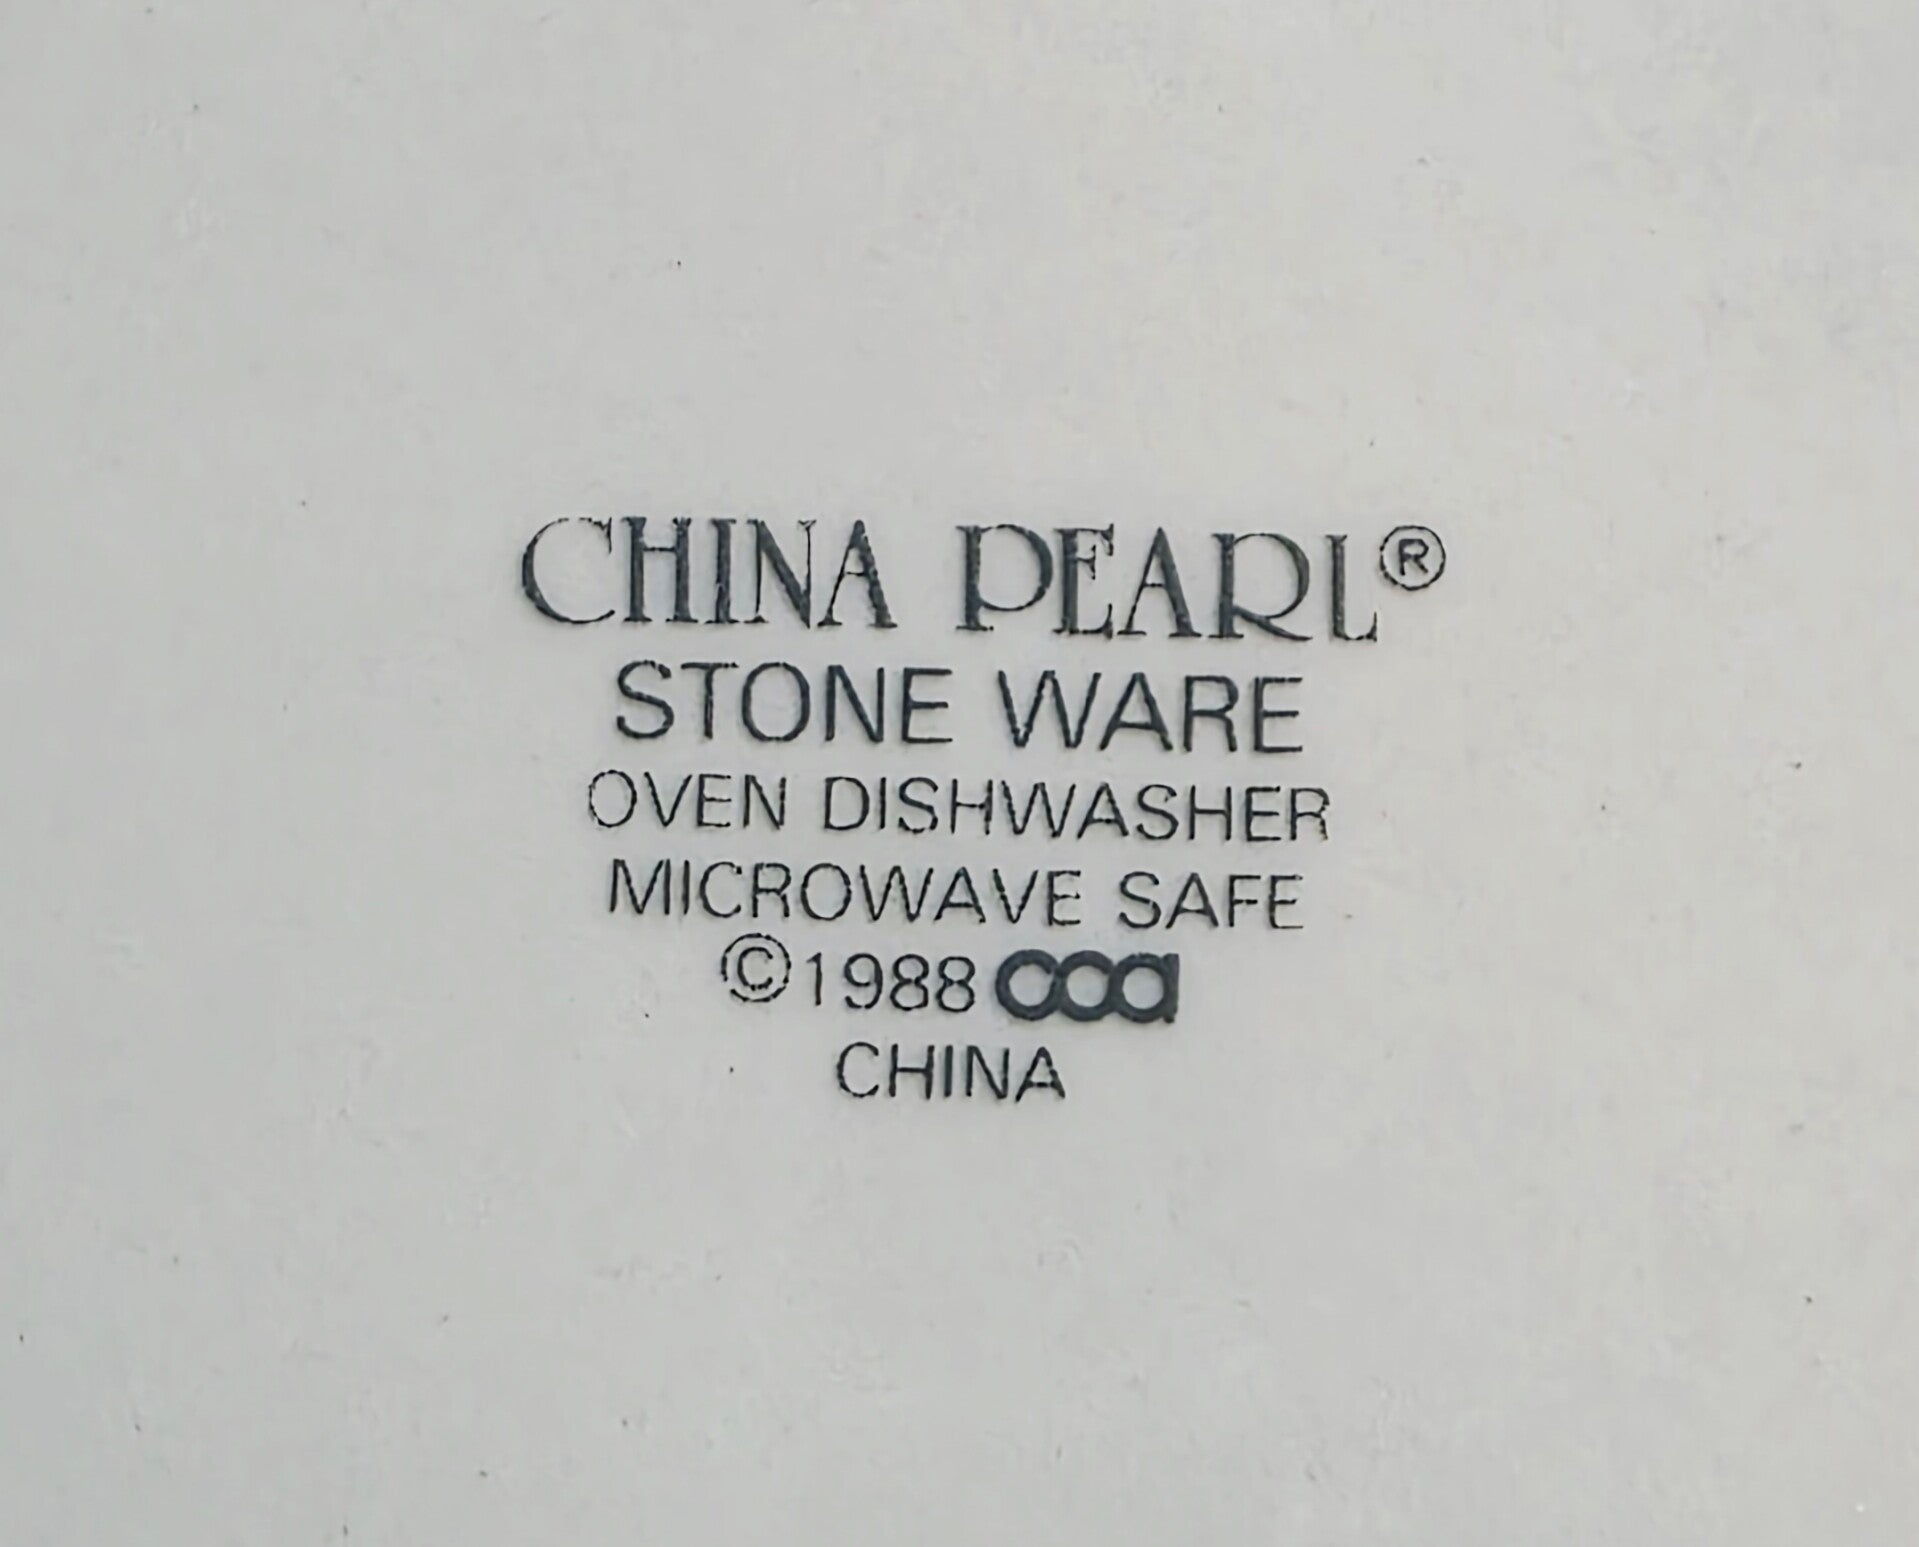 CHINA PEARL®
STONE WARE
OVEN DISHWASHER
MICROWAVE SAFE
©1988 cca
CHINA